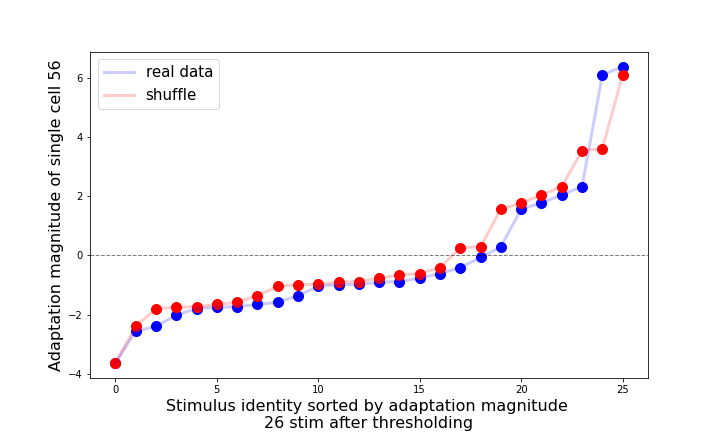 real data
shuffle
Adaptation magnitude of single cell 56
6
4
2
0
−2
−4
0
5
10
15
20
25
Stimulus identity sorted by adaptation magnitude
26 stim after thresholding